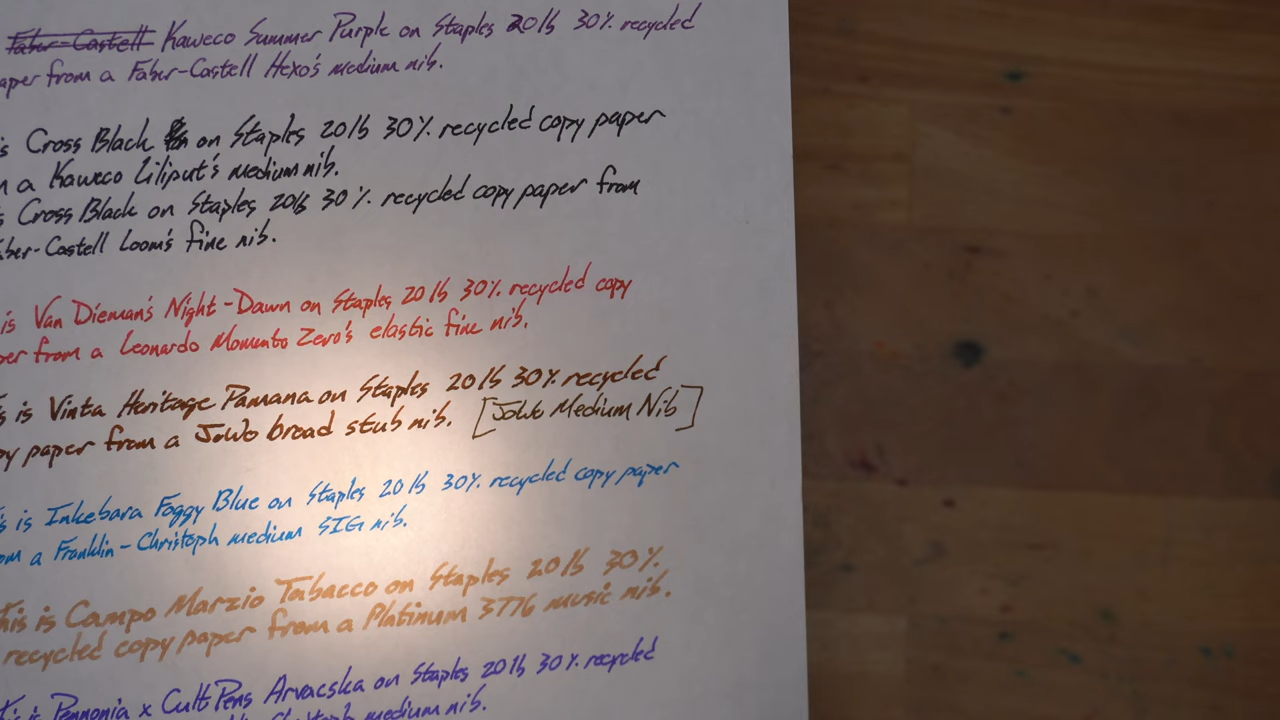 Faber-Castell Kaweco Summer Purple on Staples 20lb 30% recycled
aper from a Faber-Castell Hexo's medium nib.
s Cross Black on Staples 20lb 30% recycled copy paper
m a Kaweco Liliput's medium nib.
s Cross Black on Staples 20lb 30% recycled copy paper from
aber-Castell Loom's fine nib.
is Van Dieman's Night-Dawn on Staples 20lb 30% recycled copy
per from a Leonardo Momento Zero's elastic fine nib.
s is Vinta Heritage Pamana on Staples 20lb 30% recycled
py paper from a JoWo broad stub nib. [JoWo Medium Nib]
s is Inkebara Foggy Blue on Staples 20lb 30% recycled copy paper
om a Franklin-Christoph medium SIG nib.
This is Campo Marzio Tabacco on Staples 20lb 30%
recycled copy paper from a Platinum 3776 music nib.
This is Pennonia x Cult Pens Arvacska on Staples 20lb 30% recycled
Christoph medium nib.